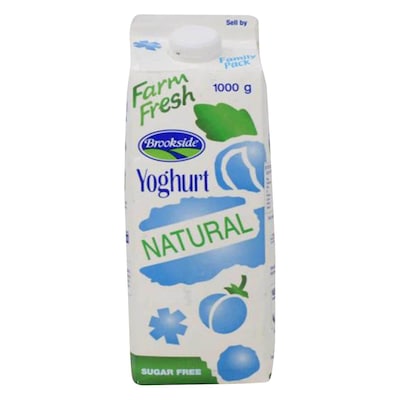 Sell by
Family
Pack
Farm
Fresh
1000 g
Brookside
Yoghurt
NATURAL
SUGAR FREE